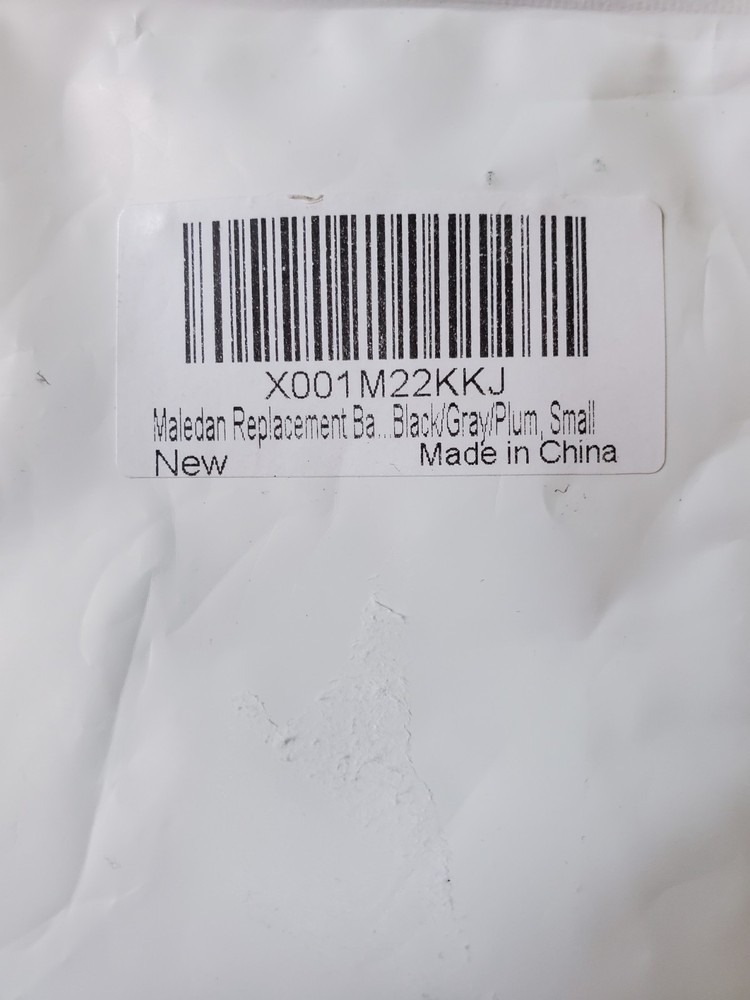 X001M22KKJ
Maledan Replacement Ba...Black/Gray/Plum, Small
New Made in China